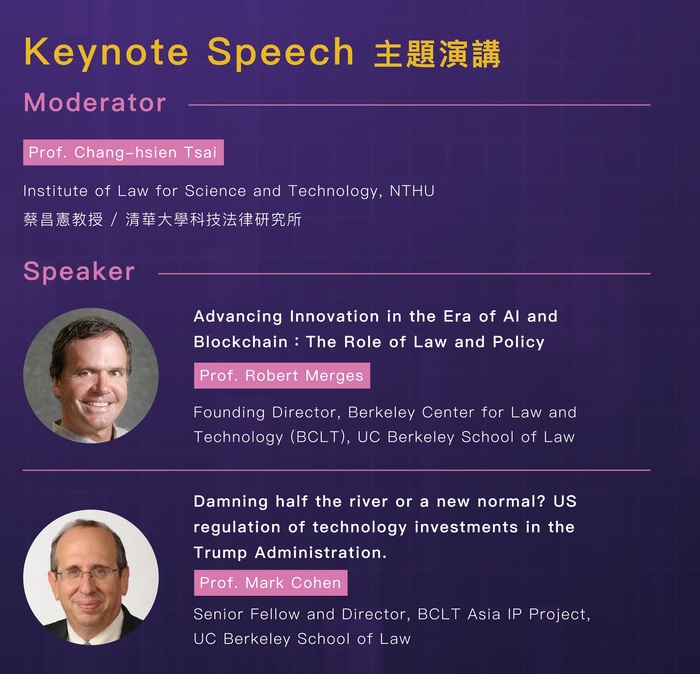 Keynote Speech 主題演講
Moderator
Prof. Chang-hsien Tsai
Institute of Law for Science and Technology, NTHU
蔡昌憲教授 / 清華大學科技法律研究所
Speaker
Advancing Innovation in the Era of AI and
Blockchain：The Role of Law and Policy
Prof. Robert Merges
Founding Director, Berkeley Center for Law and
Technology (BCLT), UC Berkeley School of Law
Damning half the river or a new normal? US
regulation of technology investments in the
Trump Administration.
Prof. Mark Cohen
Senior Fellow and Director, BCLT Asia IP Project,
UC Berkeley School of Law